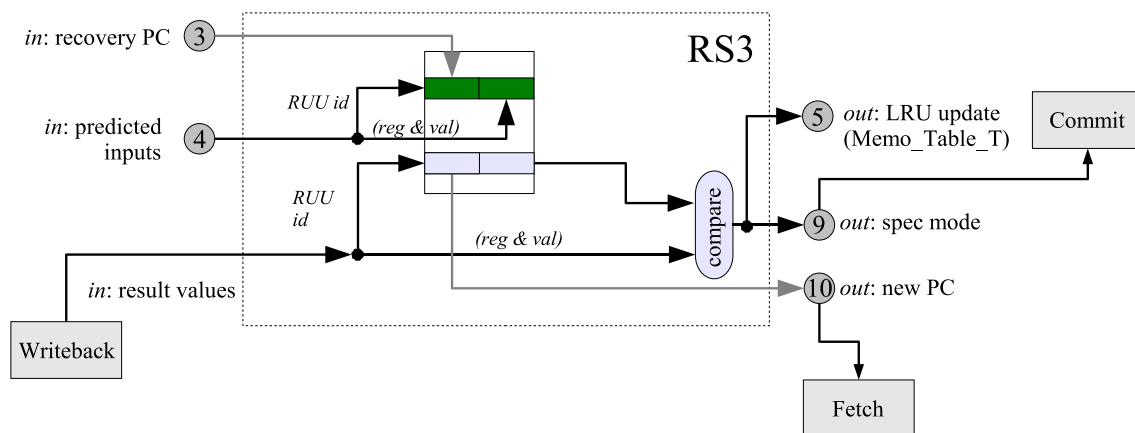 in: recovery PC
3
RS3
RUU id
in: predicted
inputs
4
(reg & val)
5
out: LRU update
(Memo_Table_T)
Commit
RUU
id
compare
9
out: spec mode
(reg & val)
in: result values
10
out: new PC
Writeback
Fetch